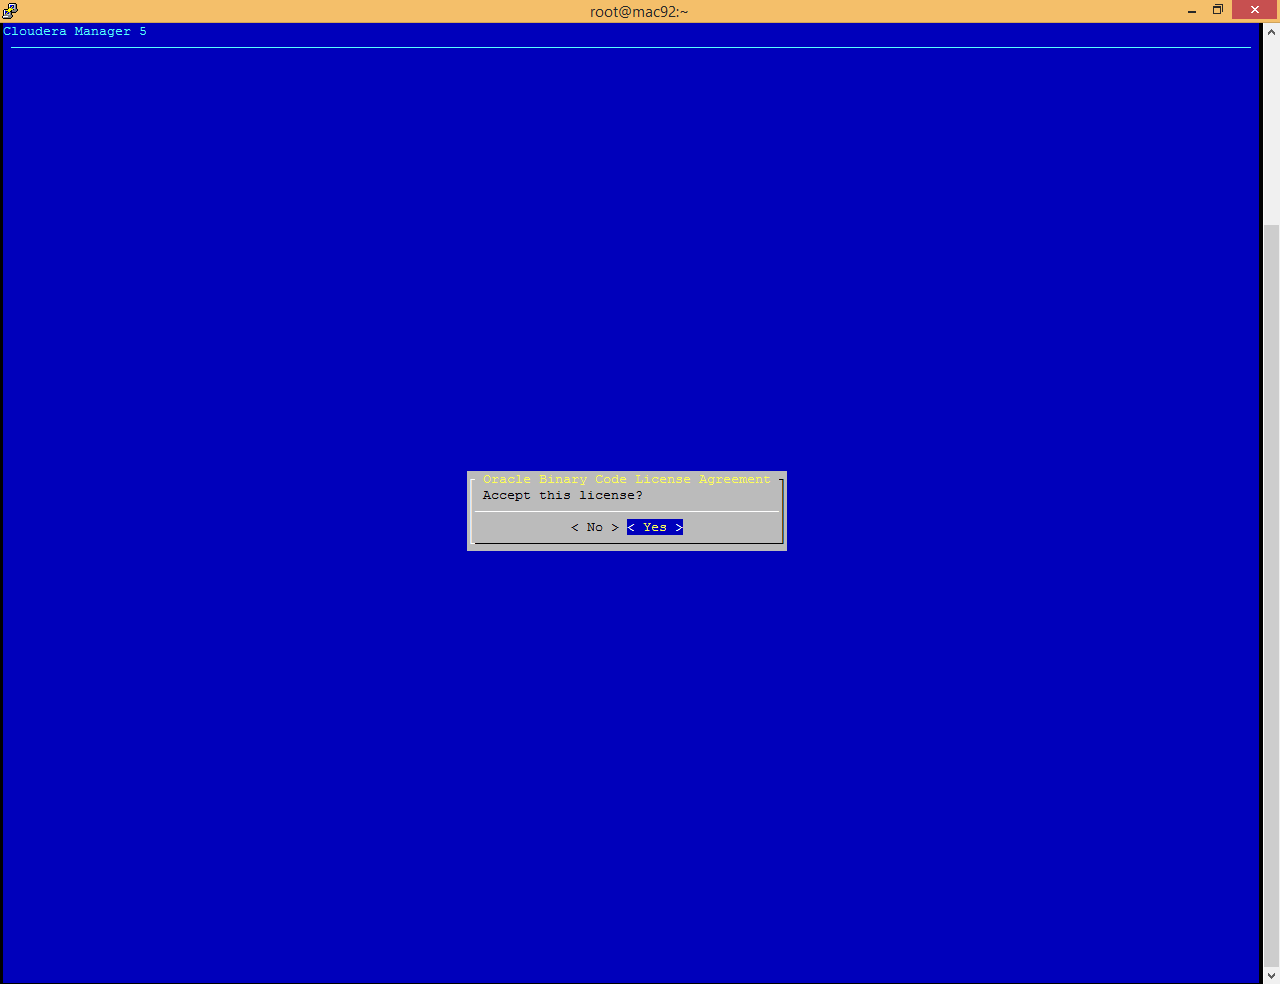 root@mac92:~
Cloudera Manager 5
Oracle Binary Code License Agreement
Accept this license?
< No > < Yes >